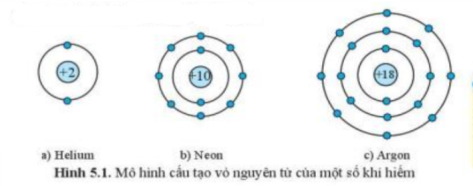 +2
+10
+18
a) Helium
b) Neon
c) Argon
Hình 5.1. Mô hình cấu tạo vỏ nguyên tử của một số khí hiếm